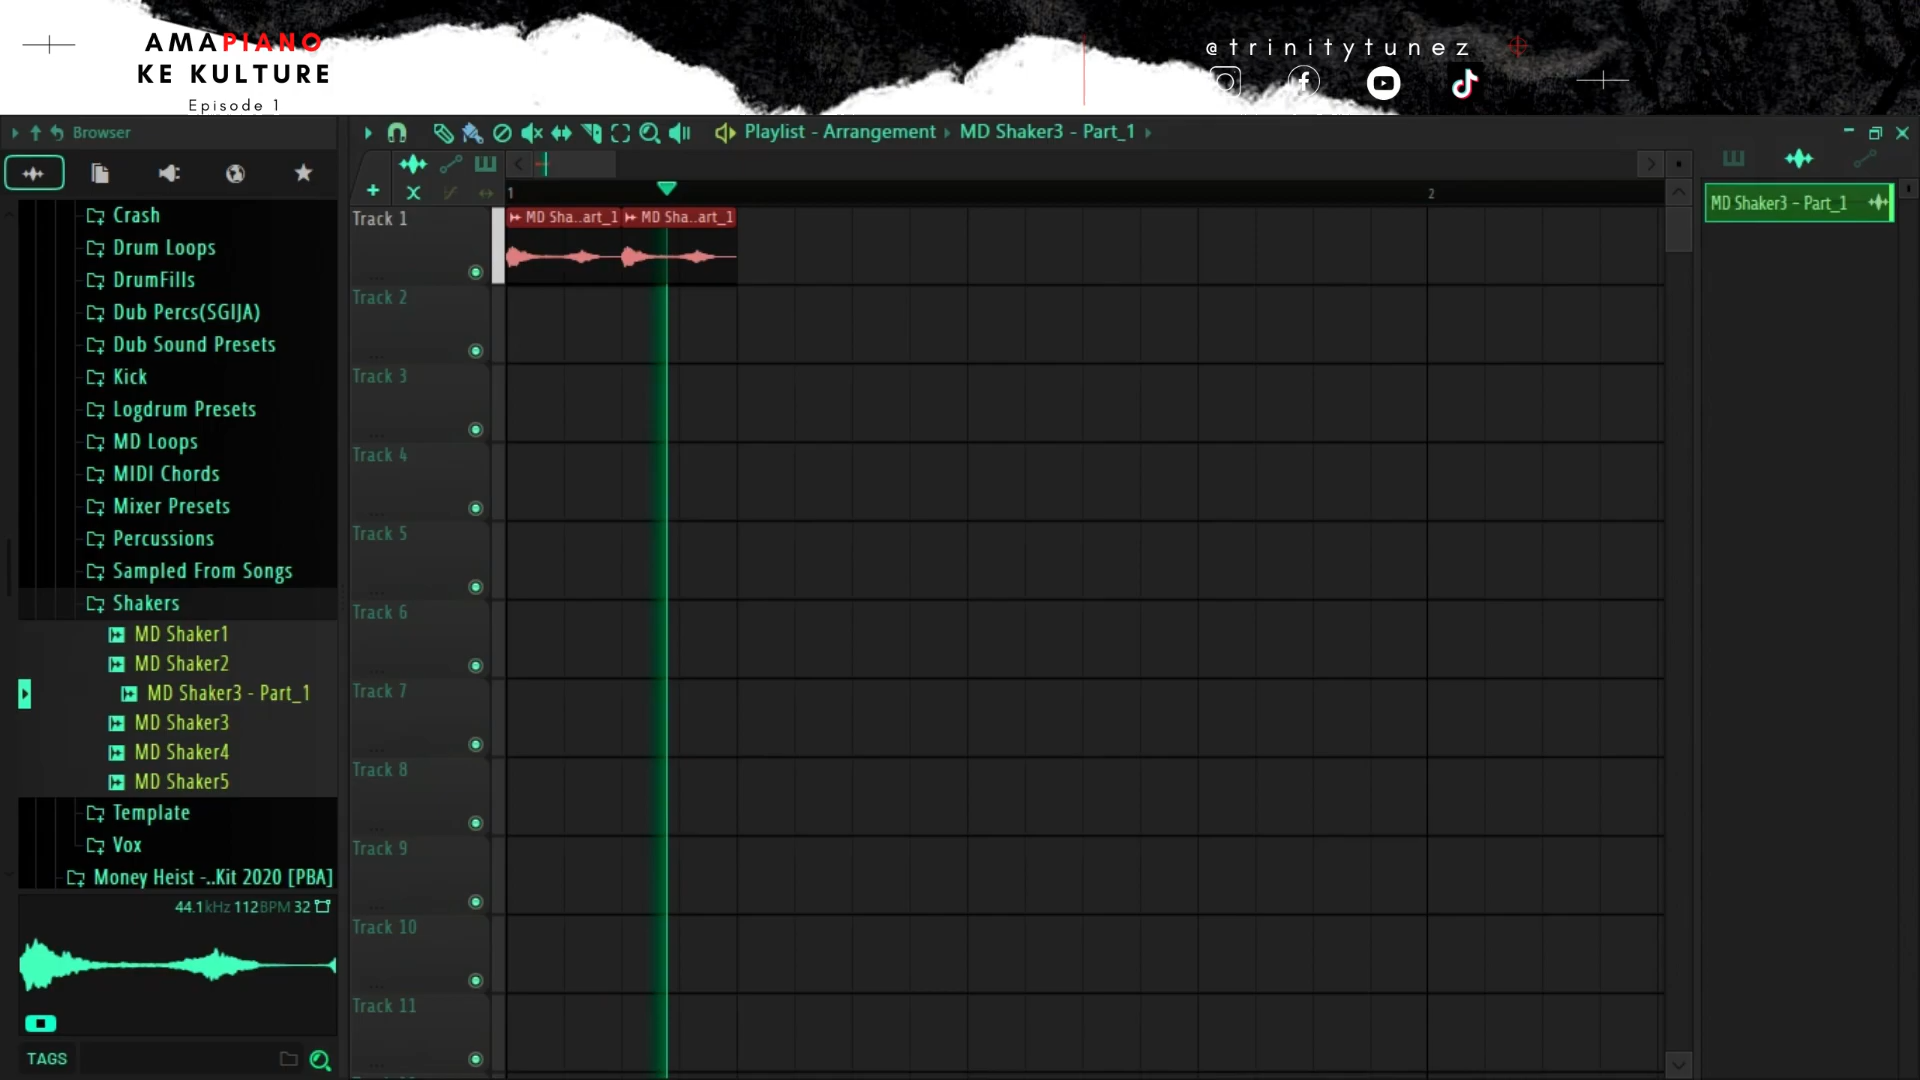 AMAPIANO
KE KULTURE
Episode 1
@trinitytunez
Browser
Playlist - Arrangement
MD Shaker3 - Part_1
1
2
MD Shaker3 - Part_1
Crash
Drum Loops
DrumFills
Dub Percs(SGIJA)
Dub Sound Presets
Kick
Logdrum Presets
MD Loops
MIDI Chords
Mixer Presets
Percussions
Sampled From Songs
Shakers
MD Shaker1
MD Shaker2
MD Shaker3 - Part_1
MD Shaker3
MD Shaker4
MD Shaker5
Template
Vox
Money Heist -..Kit 2020 [PBA]
44.1kHz 112BPM 32
TAGS
Track 1
MD Sha..art_1 MD Sha..art_1
Track 2
Track 3
Track 4
Track 5
Track 6
Track 7
Track 8
Track 9
Track 10
Track 11